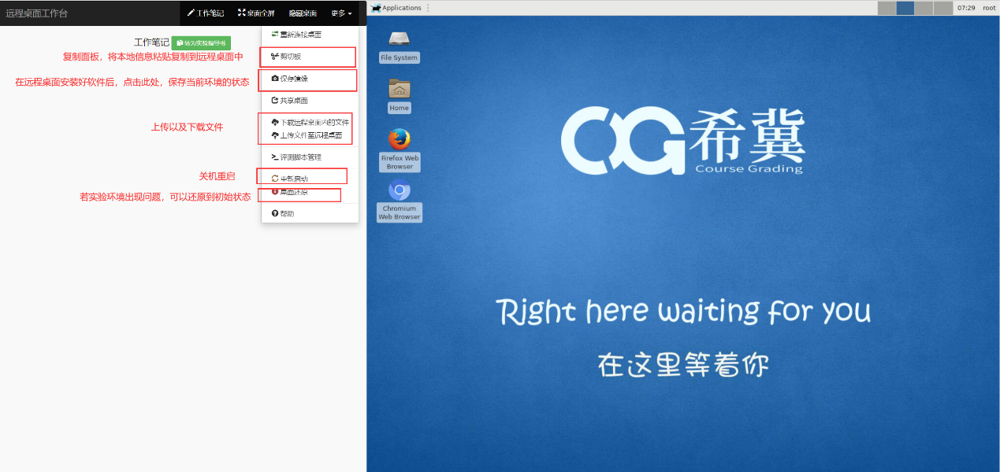 远程桌面工作台
工作笔记 桌面全屏 隐藏桌面 更多
工作笔记 转为实验指导书
重新连接桌面
复制面板，将本地信息粘贴复制到远程桌面中
剪切板
在远程桌面安装好软件后，点击此处，保存当前环境的状态
保存镜像
共享桌面
上传以及下载文件
下载远程桌面内的文件
上传文件至远程桌面
评测脚本管理
关机重启
重新启动
若实验环境出现问题，可以还原到初始状态
桌面还原
帮助
Applications
07:29 root
File System
Home
Firefox Web
Browser
Chromium
Web Browser
CG希冀
Course Grading
Right here waiting for you
在这里等着你